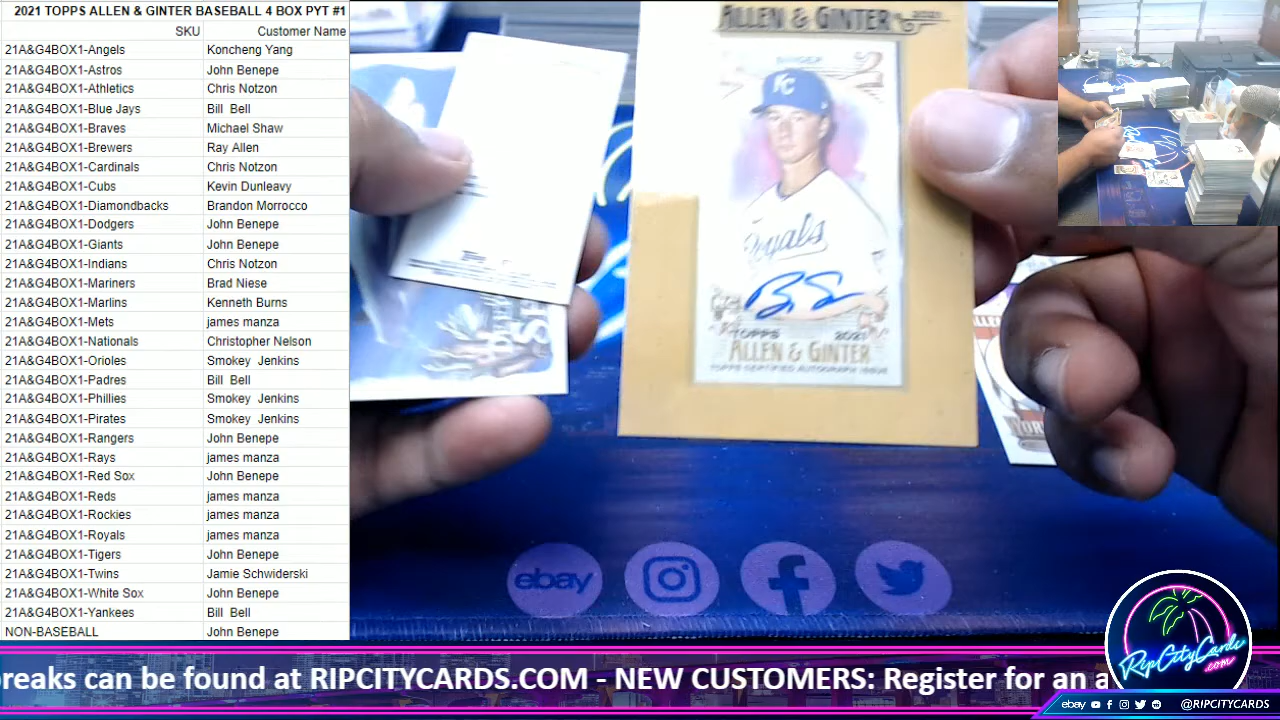 2021 TOPPS ALLEN & GINTER BASEBALL 4 BOX PYT #1
SKU Customer Name
21A&G4BOX1-Angels Koncheng Yang
21A&G4BOX1-Astros John Benepe
21A&G4BOX1-Athletics Chris Notzon
21A&G4BOX1-Blue Jays Bill Bell
21A&G4BOX1-Braves Michael Shaw
21A&G4BOX1-Brewers Ray Allen
21A&G4BOX1-Cardinals Chris Notzon
21A&G4BOX1-Cubs Kevin Dunleavy
21A&G4BOX1-Diamondbacks Brandon Morrocco
21A&G4BOX1-Dodgers John Benepe
21A&G4BOX1-Giants John Benepe
21A&G4BOX1-Indians Chris Notzon
21A&G4BOX1-Mariners Brad Niese
21A&G4BOX1-Marlins Kenneth Burns
21A&G4BOX1-Mets james manza
21A&G4BOX1-Nationals Christopher Nelson
21A&G4BOX1-Orioles Smokey Jenkins
21A&G4BOX1-Padres Bill Bell
21A&G4BOX1-Phillies Smokey Jenkins
21A&G4BOX1-Pirates Smokey Jenkins
21A&G4BOX1-Rangers John Benepe
21A&G4BOX1-Rays james manza
21A&G4BOX1-Red Sox John Benepe
21A&G4BOX1-Reds james manza
21A&G4BOX1-Rockies james manza
21A&G4BOX1-Royals james manza
21A&G4BOX1-Tigers John Benepe
21A&G4BOX1-Twins Jamie Schwiderski
21A&G4BOX1-White Sox John Benepe
21A&G4BOX1-Yankees Bill Bell
NON-BASEBALL John Benepe
ALLEN & GINTER
KC
Royals
TOPPS 2021
ALLEN & GINTER
TOPPS CERTIFIED AUTOGRAPH ISSUE
ebay
reaks can be found at RIPCITYCARDS.COM - NEW CUSTOMERS: Register for an a
RipCityCards
.com
ebay @RIPCITYCARDS